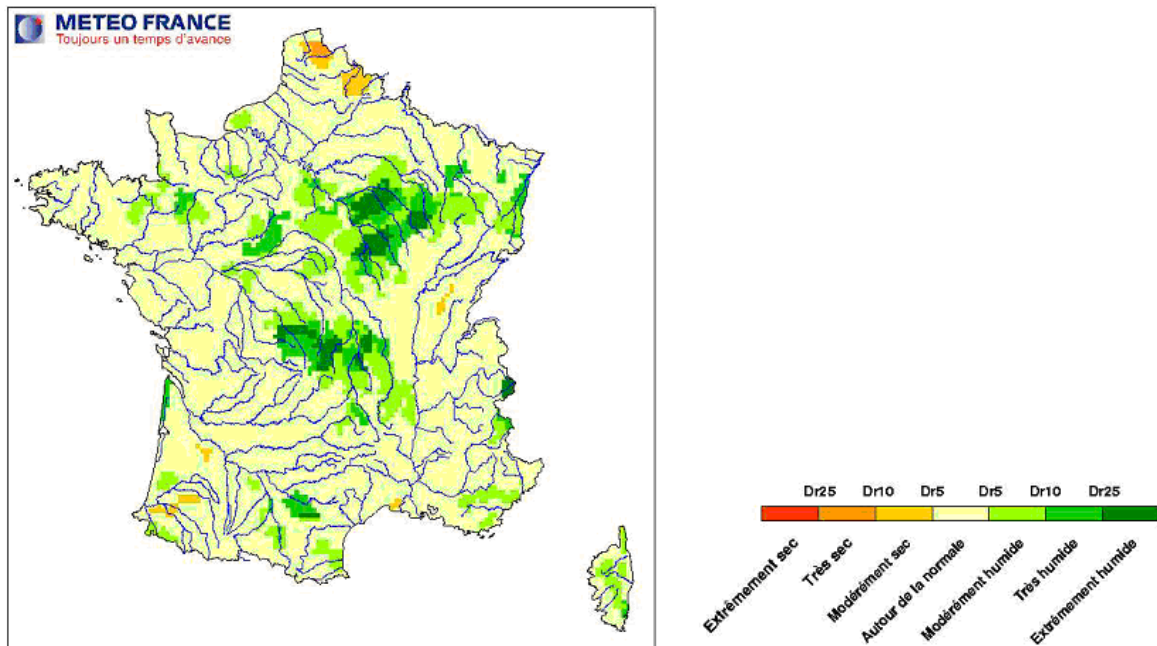 METEO FRANCE
Toujours un temps d'avance
Dr25 Dr10 Dr5 Dr5 Dr10 Dr25
Extrêmement sec
Très sec
Modérément sec
Autour de la normale
Modérément humide
Très humide
Extrêmement humide